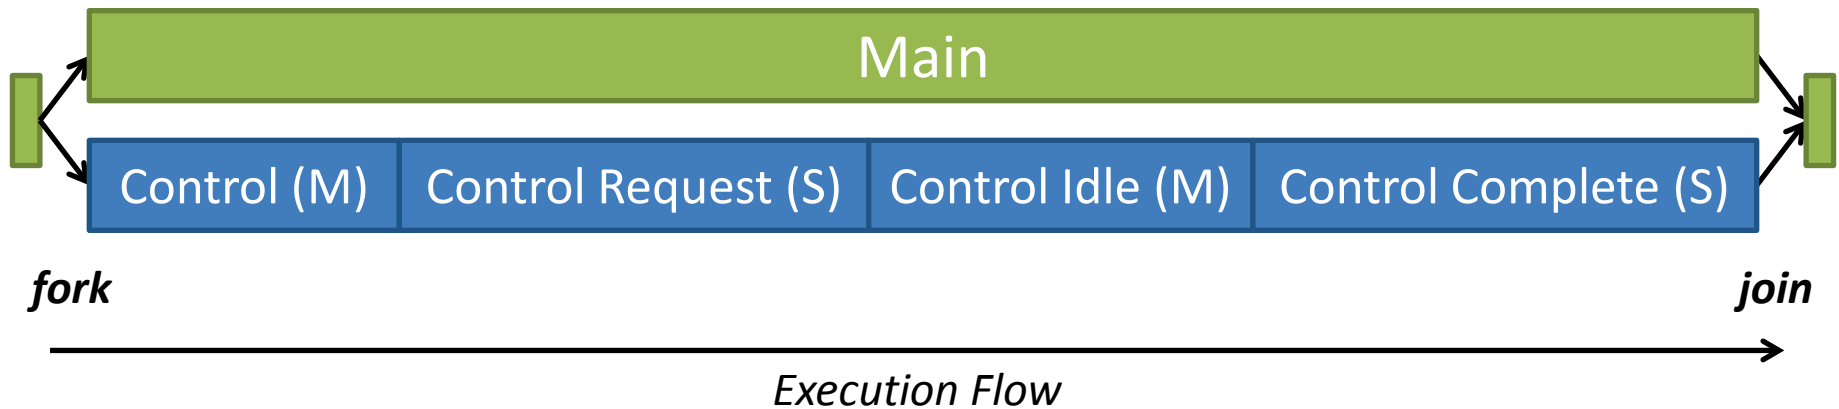 Main
Control (M) Control Request (S) Control Idle (M) Control Complete (S)
fork join
Execution Flow